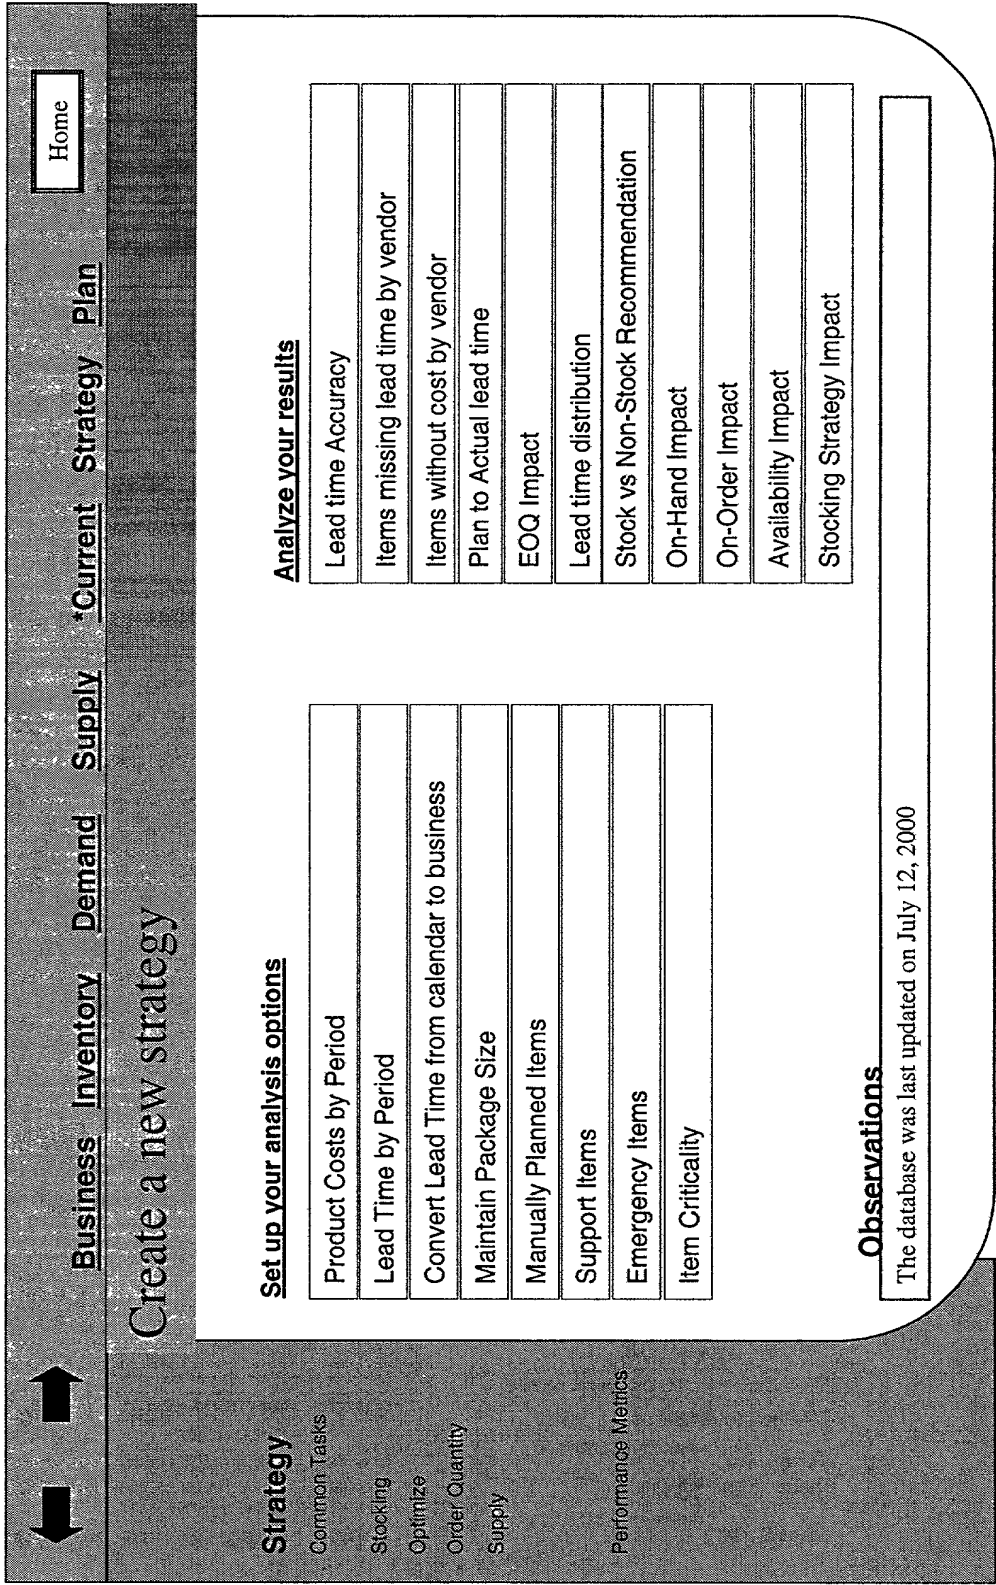 Home
Business Inventory Demand Supply *Current Strategy Plan
Create a new strategy
Strategy
Common Tasks
Stocking
Optimize
Order Quantity
Supply
Performance Metrics
Set up your analysis options
Product Costs by Period
Lead Time by Period
Convert Lead Time from calendar to business
Maintain Package Size
Manually Planned Items
Support Items
Emergency Items
Item Criticality
Analyze your results
Lead time Accuracy
Items missing lead time by vendor
Items without cost by vendor
Plan to Actual lead time
EOQ Impact
Lead time distribution
Stock vs Non-Stock Recommendation
On-Hand Impact
On-Order Impact
Availability Impact
Stocking Strategy Impact
Observations
The database was last updated on July 12, 2000